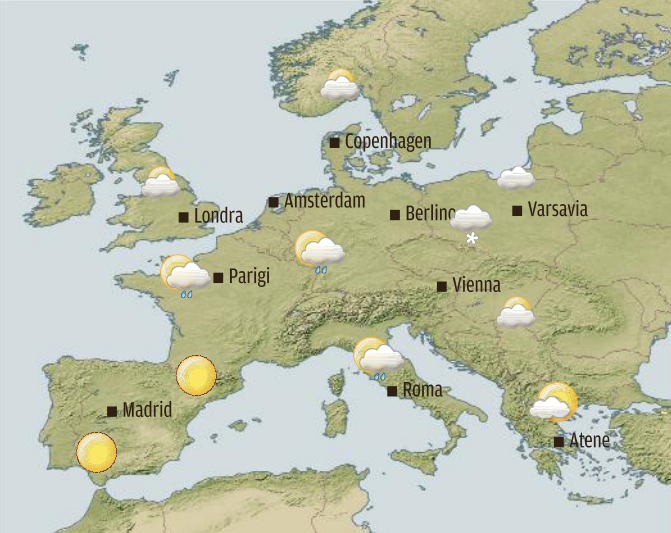 Copenhagen
Amsterdam
Berlino
Varsavia
Londra
Parigi
Vienna
Roma
Madrid
Atene